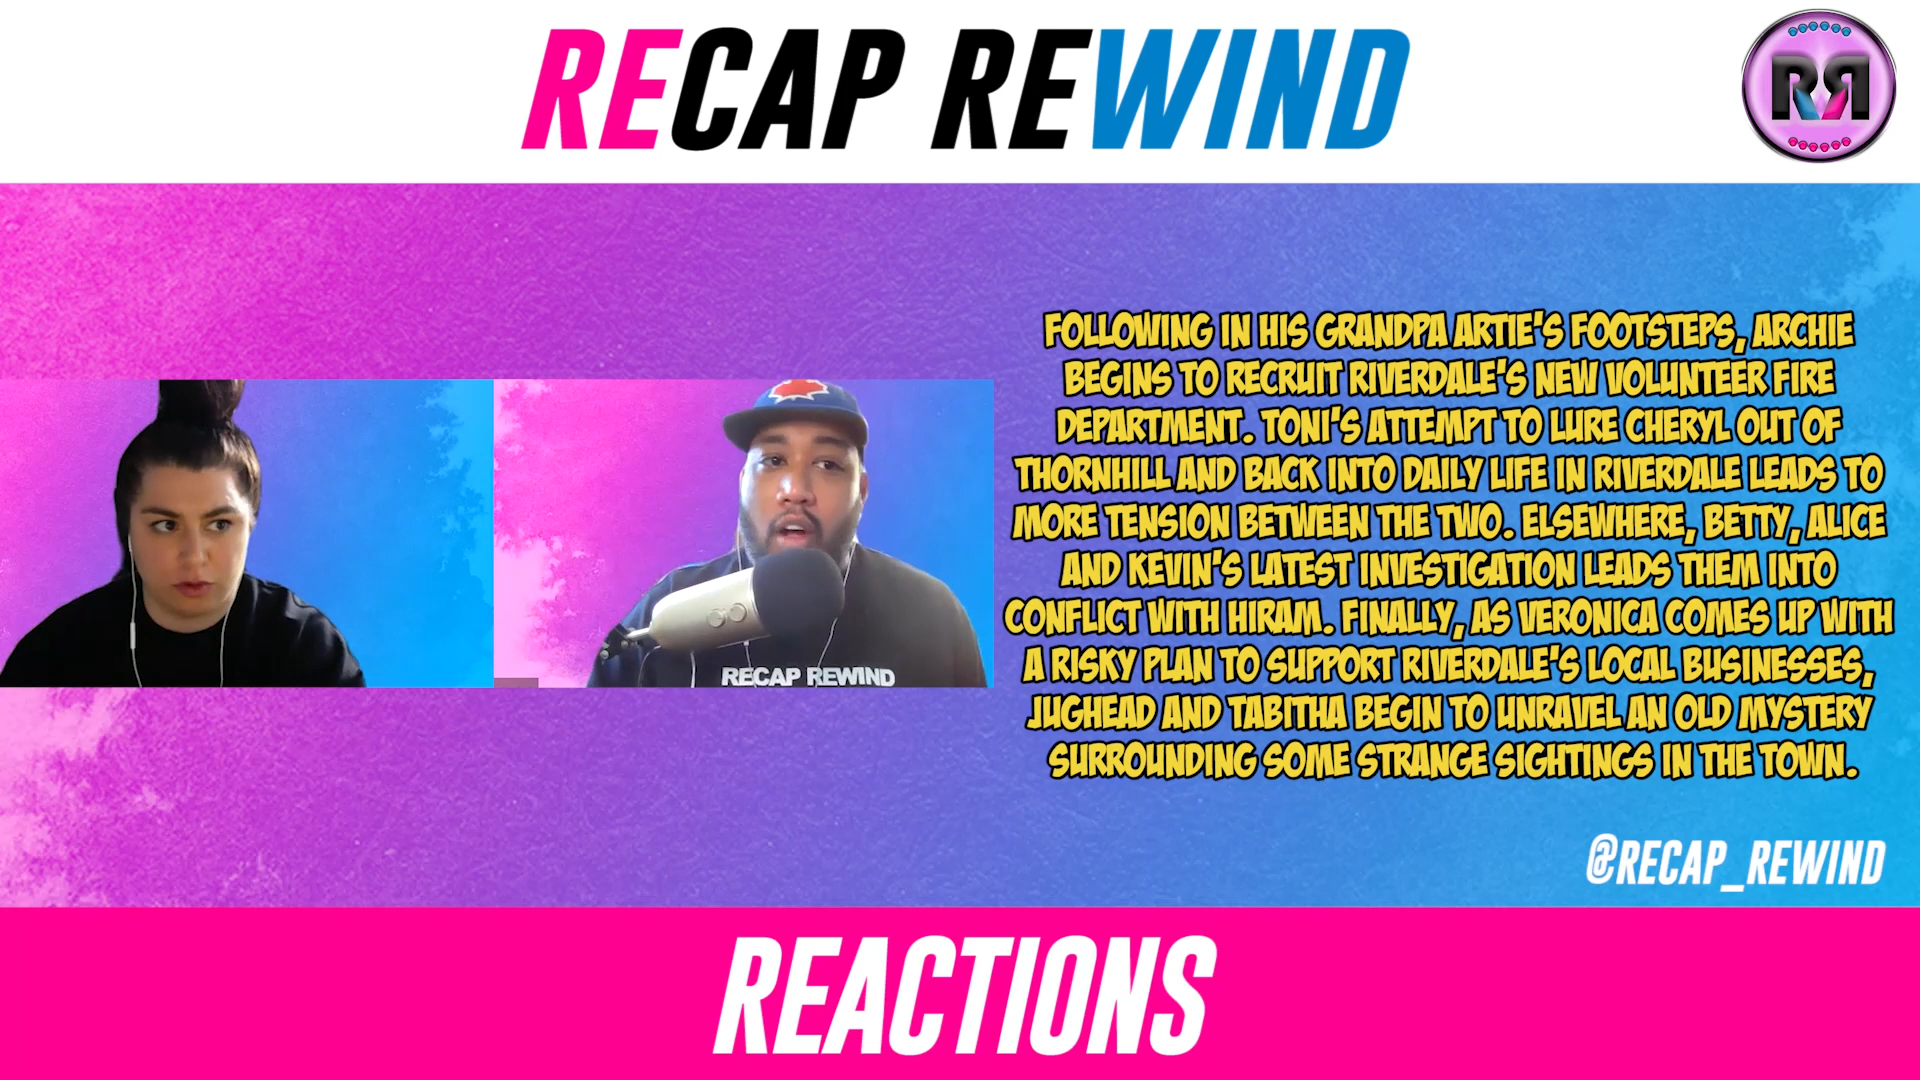 RECAP REWIND
RR
FOLLOWING IN HIS GRANDPA ARTIE'S FOOTSTEPS, ARCHIE
BEGINS TO RECRUIT RIVERDALE'S NEW VOLUNTEER FIRE
DEPARTMENT. TONI'S ATTEMPT TO LURE CHERYL OUT OF
THORNHILL AND BACK INTO DAILY LIFE IN RIVERDALE LEADS TO
MORE TENSION BETWEEN THE TWO. ELSEWHERE, BETTY, ALICE
AND KEVIN'S LATEST INVESTIGATION LEADS THEM INTO
CONFLICT WITH HIRAM. FINALLY, AS VERONICA COMES UP WITH
A RISKY PLAN TO SUPPORT RIVERDALE'S LOCAL BUSINESSES,
JUGHEAD AND TABITHA BEGIN TO UNRAVEL AN OLD MYSTERY
SURROUNDING SOME STRANGE SIGHTINGS IN THE TOWN.
RECAP REWIND
@RECAP_REWIND
REACTIONS